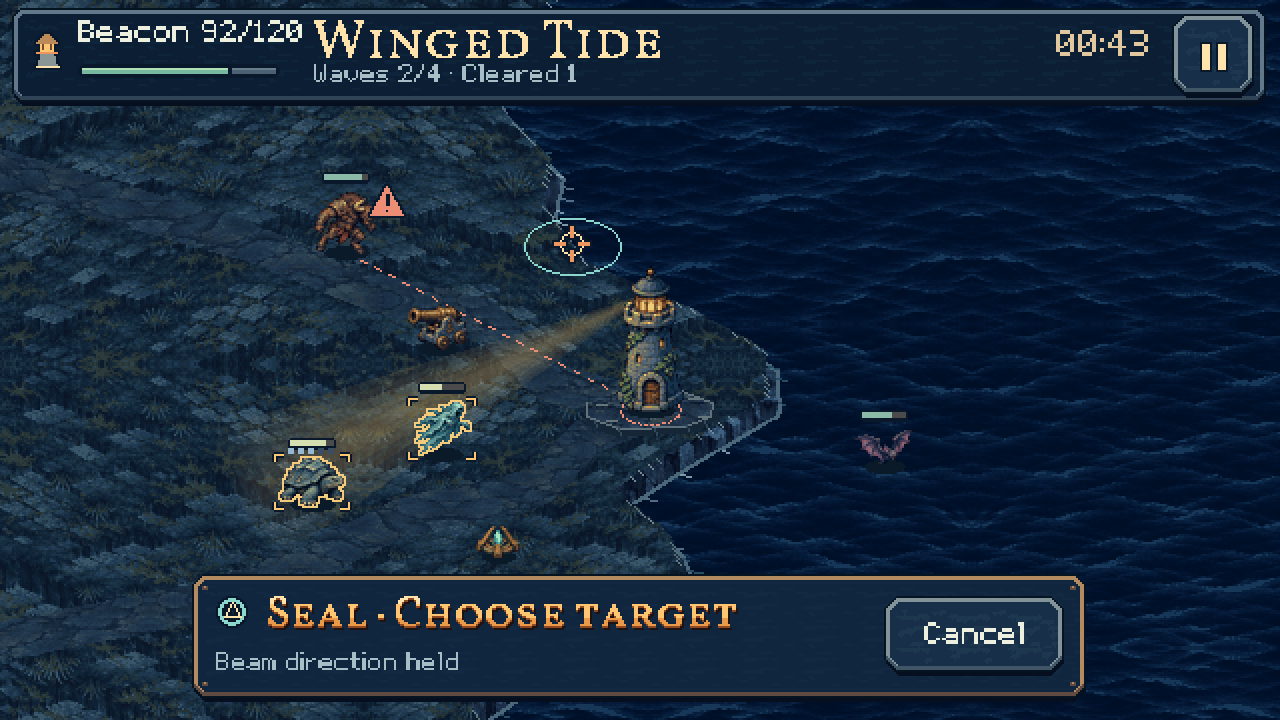 Beacon 92/120
WINGED TIDE
Waves 2/4 · Cleared 1
00:43
SEAL · CHOOSE TARGET
Beam direction held
Cancel